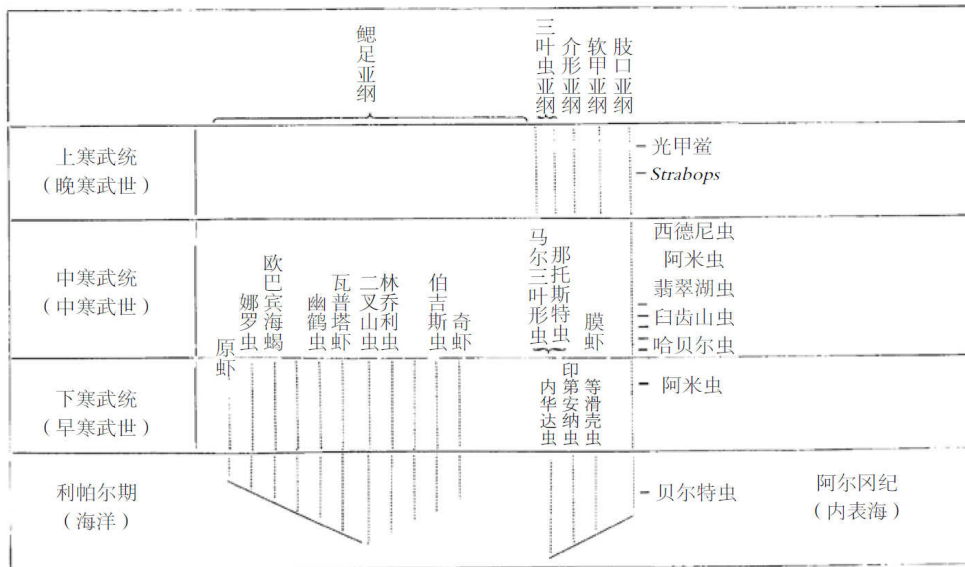 鳃足亚纲
三叶虫亚纲
介形亚纲
软甲亚纲
肢口亚纲
上寒武统
(晚寒武世)
光甲鲎
Strabops
中寒武统
(中寒武世)
原虾
娜罗虫
欧巴宾海蝎
幽鹤虫
瓦普塔虾
二叉山虫
林乔利虫
伯吉斯虫
奇虾
马尔三叶形虫
那托斯特虫
膜虾
西德尼虫
阿米虫
翡翠湖虫
臼齿山虫
哈贝尔虫
下寒武统
(早寒武世)
内华达虫
印第安纳虫
等滑壳虫
阿米虫
利帕尔期
(海洋)
贝尔特虫
阿尔冈纪
(内表海)